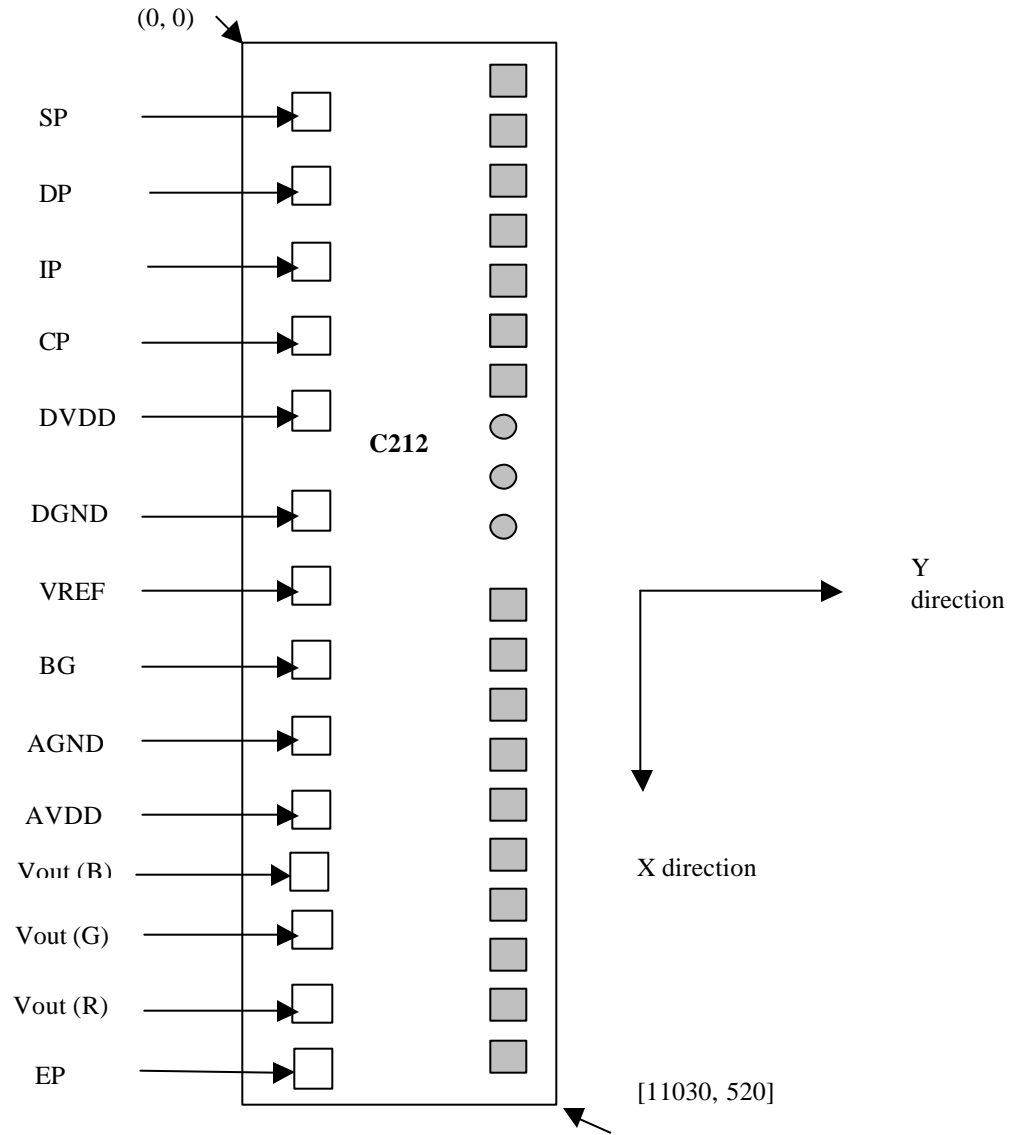 (0, 0)
SP
DP
IP
CP
DVDD
C212
DGND
VREF
Y
direction
BG
AGND
AVDD
X direction
Vout (B)
Vout (G)
Vout (R)
EP
[11030, 520]